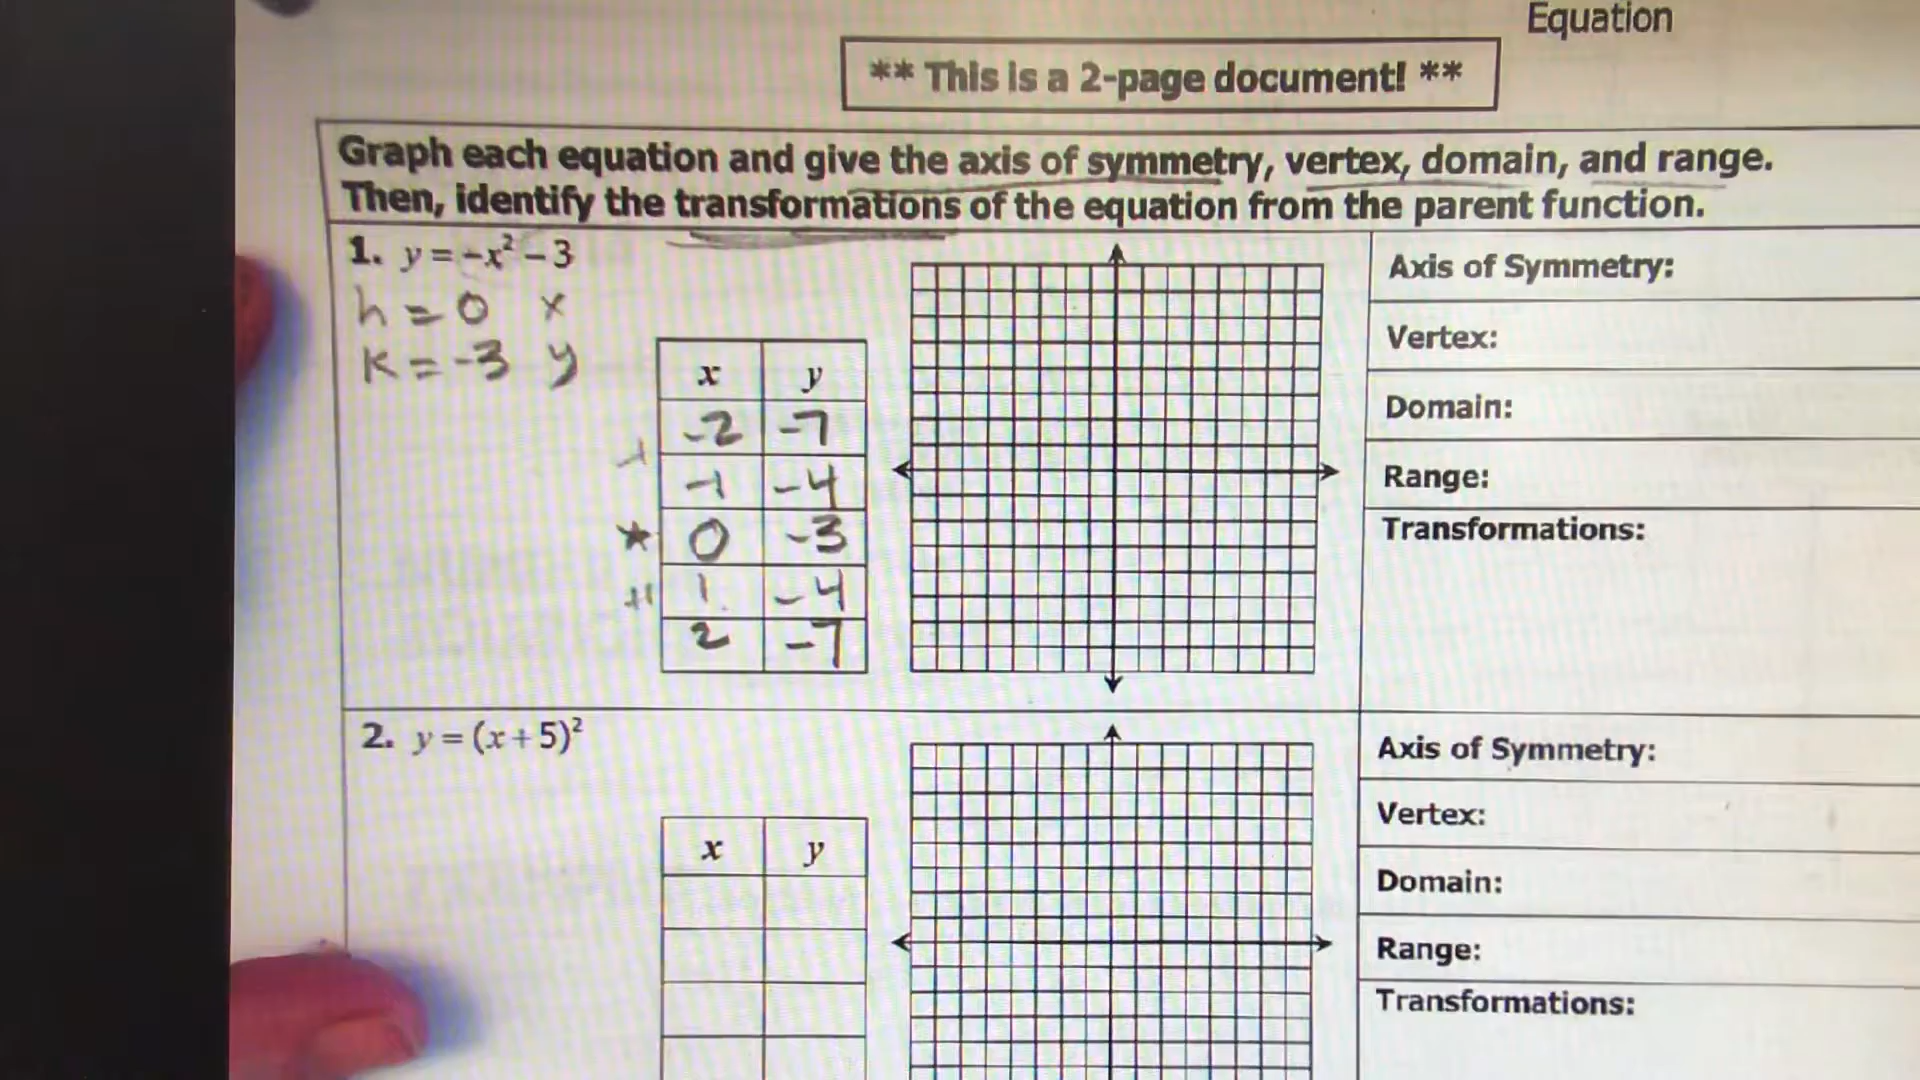 Equation
** This is a 2-page document! **
Graph each equation and give the axis of symmetry, vertex, domain, and range.
Then, identify the transformations of the equation from the parent function.
1. y = -x² - 3
h = 0 x
k = -3 y
x y
-2 -7
-1 -4
* 0 -3
+1 1 -4
2 -7
Axis of Symmetry:
Vertex:
Domain:
Range:
Transformations:
2. y = (x + 5)²
x y
Axis of Symmetry:
Vertex:
Domain:
Range:
Transformations: